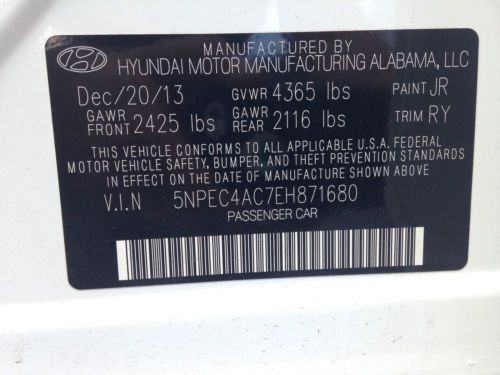 MANUFACTURED BY
HYUNDAI MOTOR MANUFACTURING ALABAMA, LLC
Dec/20/13 GVWR 4365 lbs PAINT JR
GAWR FRONT 2425 lbs GAWR REAR 2116 lbs TRIM RY
THIS VEHICLE CONFORMS TO ALL APPLICABLE U.S.A. FEDERAL
MOTOR VEHICLE SAFETY, BUMPER, AND THEFT PREVENTION STANDARDS
IN EFFECT ON THE DATE OF MANUFACTURE SHOWN ABOVE
V.I.N 5NPEC4AC7EH871680
PASSENGER CAR